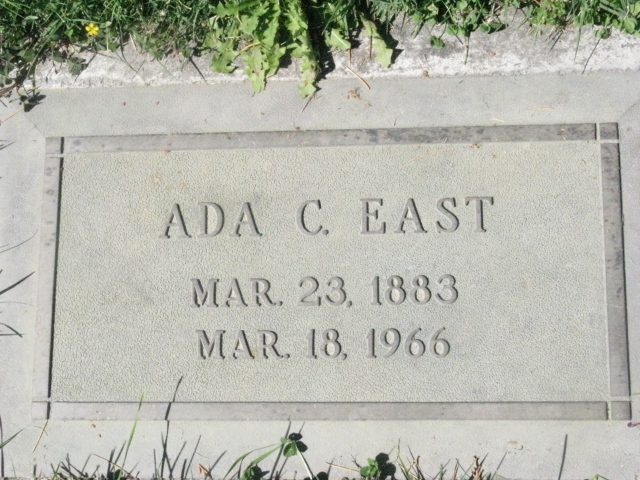 ADA C. EAST
MAR. 23, 1883
MAR. 18, 1966